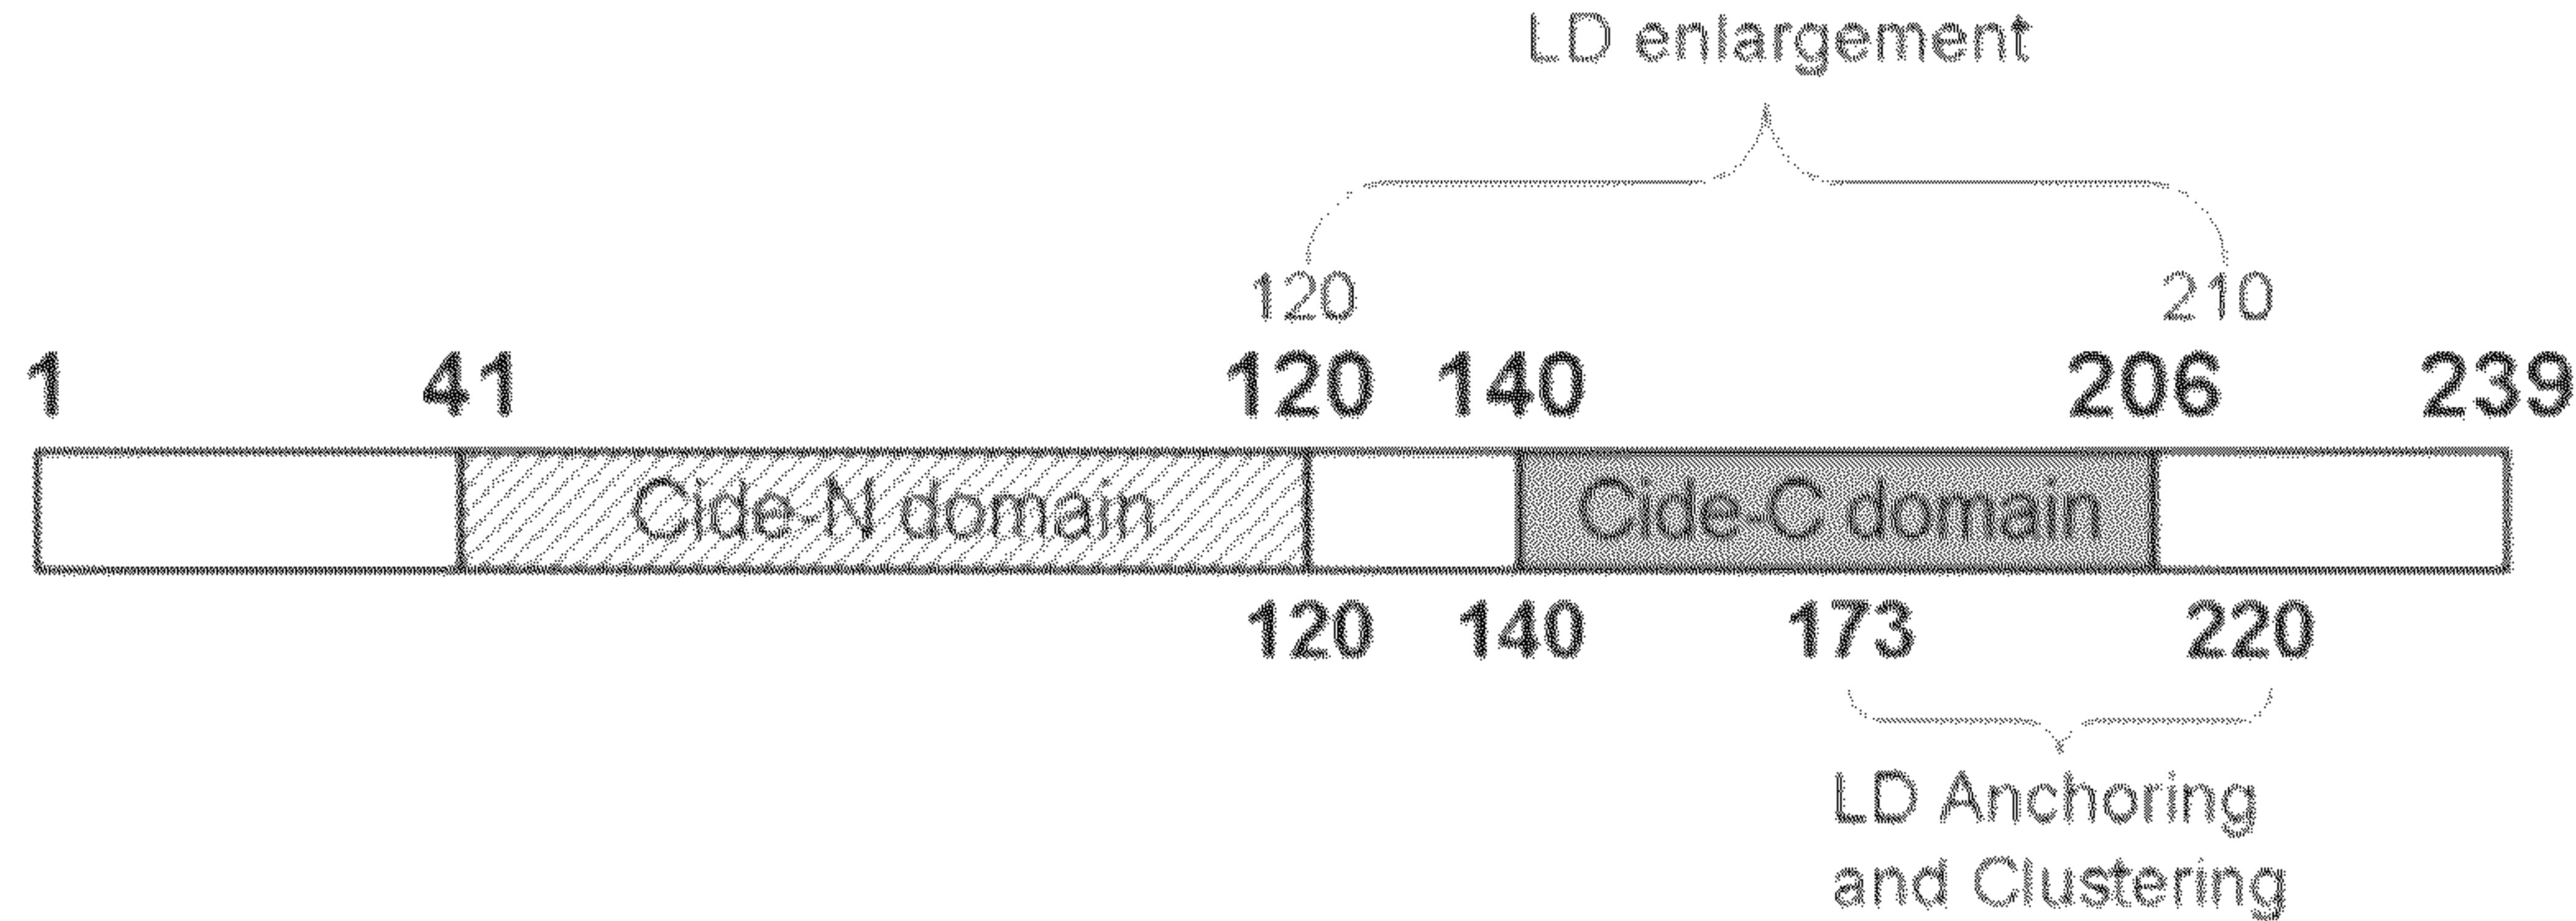 LD enlargement
120 210
1 41 120 140 206 239
Cide-N domain Cide-C domain
120 140 173 220
LD Anchoring
and Clustering